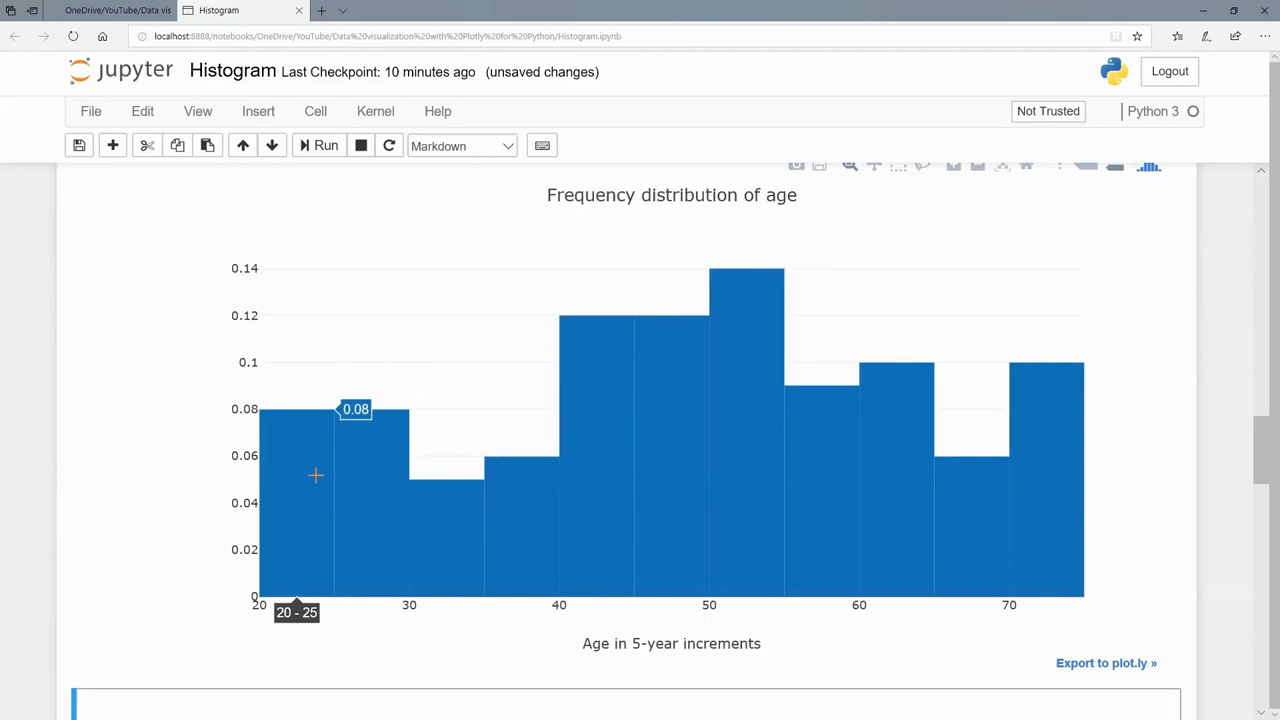 OneDrive/YouTube/Data vis
Histogram
localhost:8888/notebooks/OneDrive/YouTube/Data%20visualization%20with%20Plotly%20for%20Python/Histogram.ipynb
jupyter Histogram Last Checkpoint: 10 minutes ago (unsaved changes)
Logout
File Edit View Insert Cell Kernel Help
Not Trusted
Python 3
Run
Markdown
Frequency distribution of age
0.14
0.12
0.1
0.08
0.08
0.06
0.04
0.02
0
20 30 40 50 60 70
20 - 25
Age in 5-year increments
Export to plot.ly »